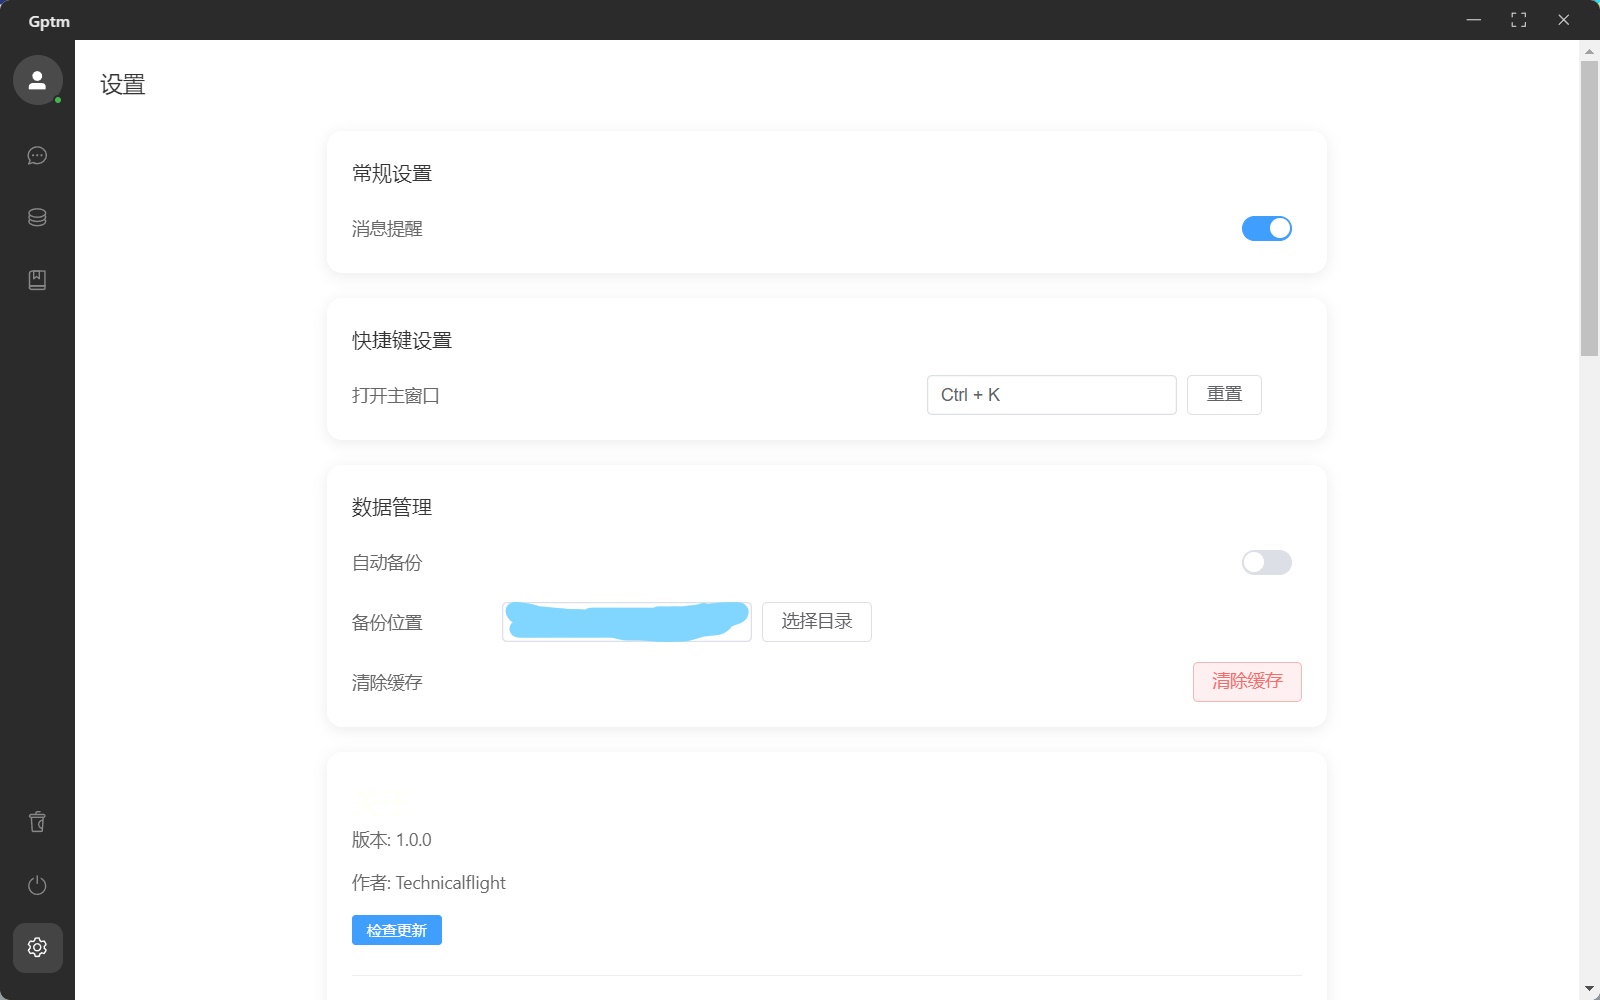 Gptm
设置
常规设置
消息提醒
快捷键设置
打开主窗口
Ctrl + K
重置
数据管理
自动备份
备份位置
选择目录
清除缓存
清除缓存
版本: 1.0.0
作者: Technicalflight
检查更新